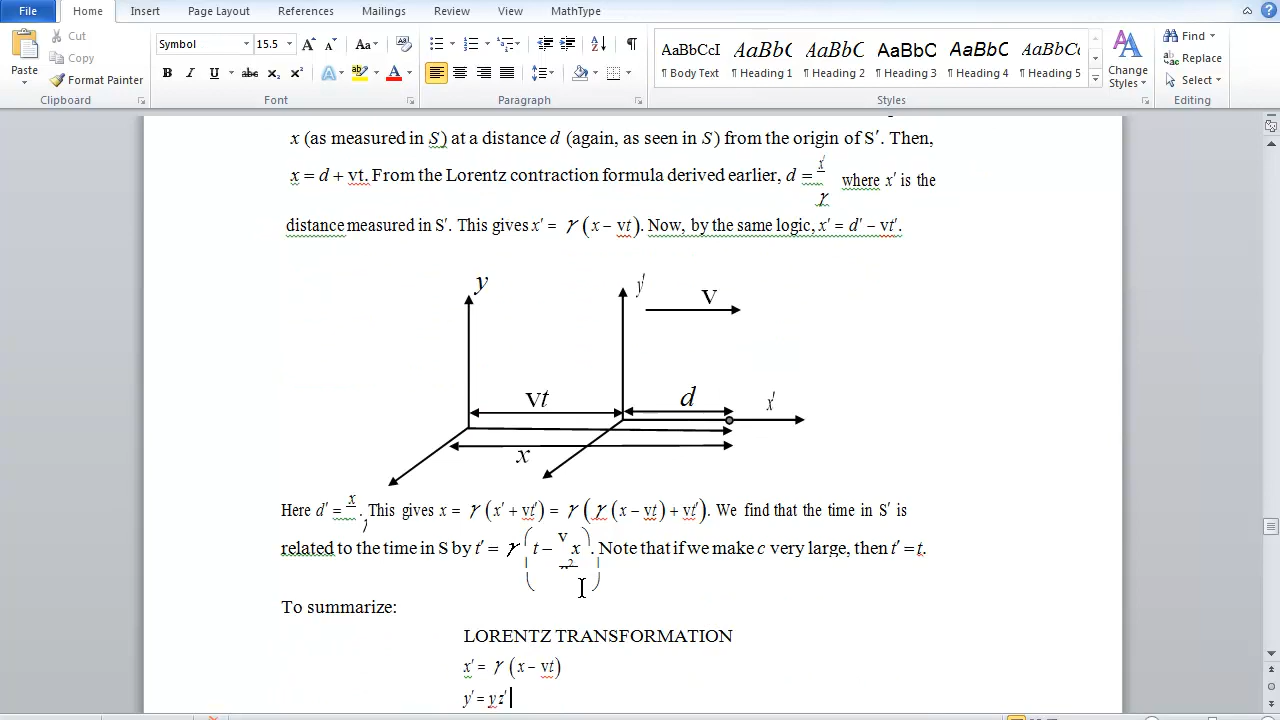 File Home Insert Page Layout References Mailings Review View MathType
Cut Symbol 15.5 Aa AaBbCcI AaBbC AaBbC AaBbC AaBbC AaBbCc Find
Copy Replace
Paste Format Painter B I U abc x₂ x² A A ¶ Body Text ¶ Heading 1 ¶ Heading 2 ¶ Heading 3 ¶ Heading 4 ¶ Heading 5 Change Styles Select
Clipboard Font Paragraph Styles Editing
x (as measured in S) at a distance d (again, as seen in S) from the origin of S′. Then,
x = d + vt. From the Lorentz contraction formula derived earlier, d = x′/γ where x′ is the
distance measured in S′. This gives x′ = γ (x − vt). Now, by the same logic, x′ = d′ − vt′.
y y′ v
vt d x′
x
Here d′ = x . This gives x = γ (x′ + vt′) = γ (γ (x − vt) + vt′). We find that the time in S′ is
related to the time in S by t′ = γ (t − v x). Note that if we make c very large, then t′ = t.
To summarize:
LORENTZ TRANSFORMATION
x′ = γ (x − vt)
y′ = y z′